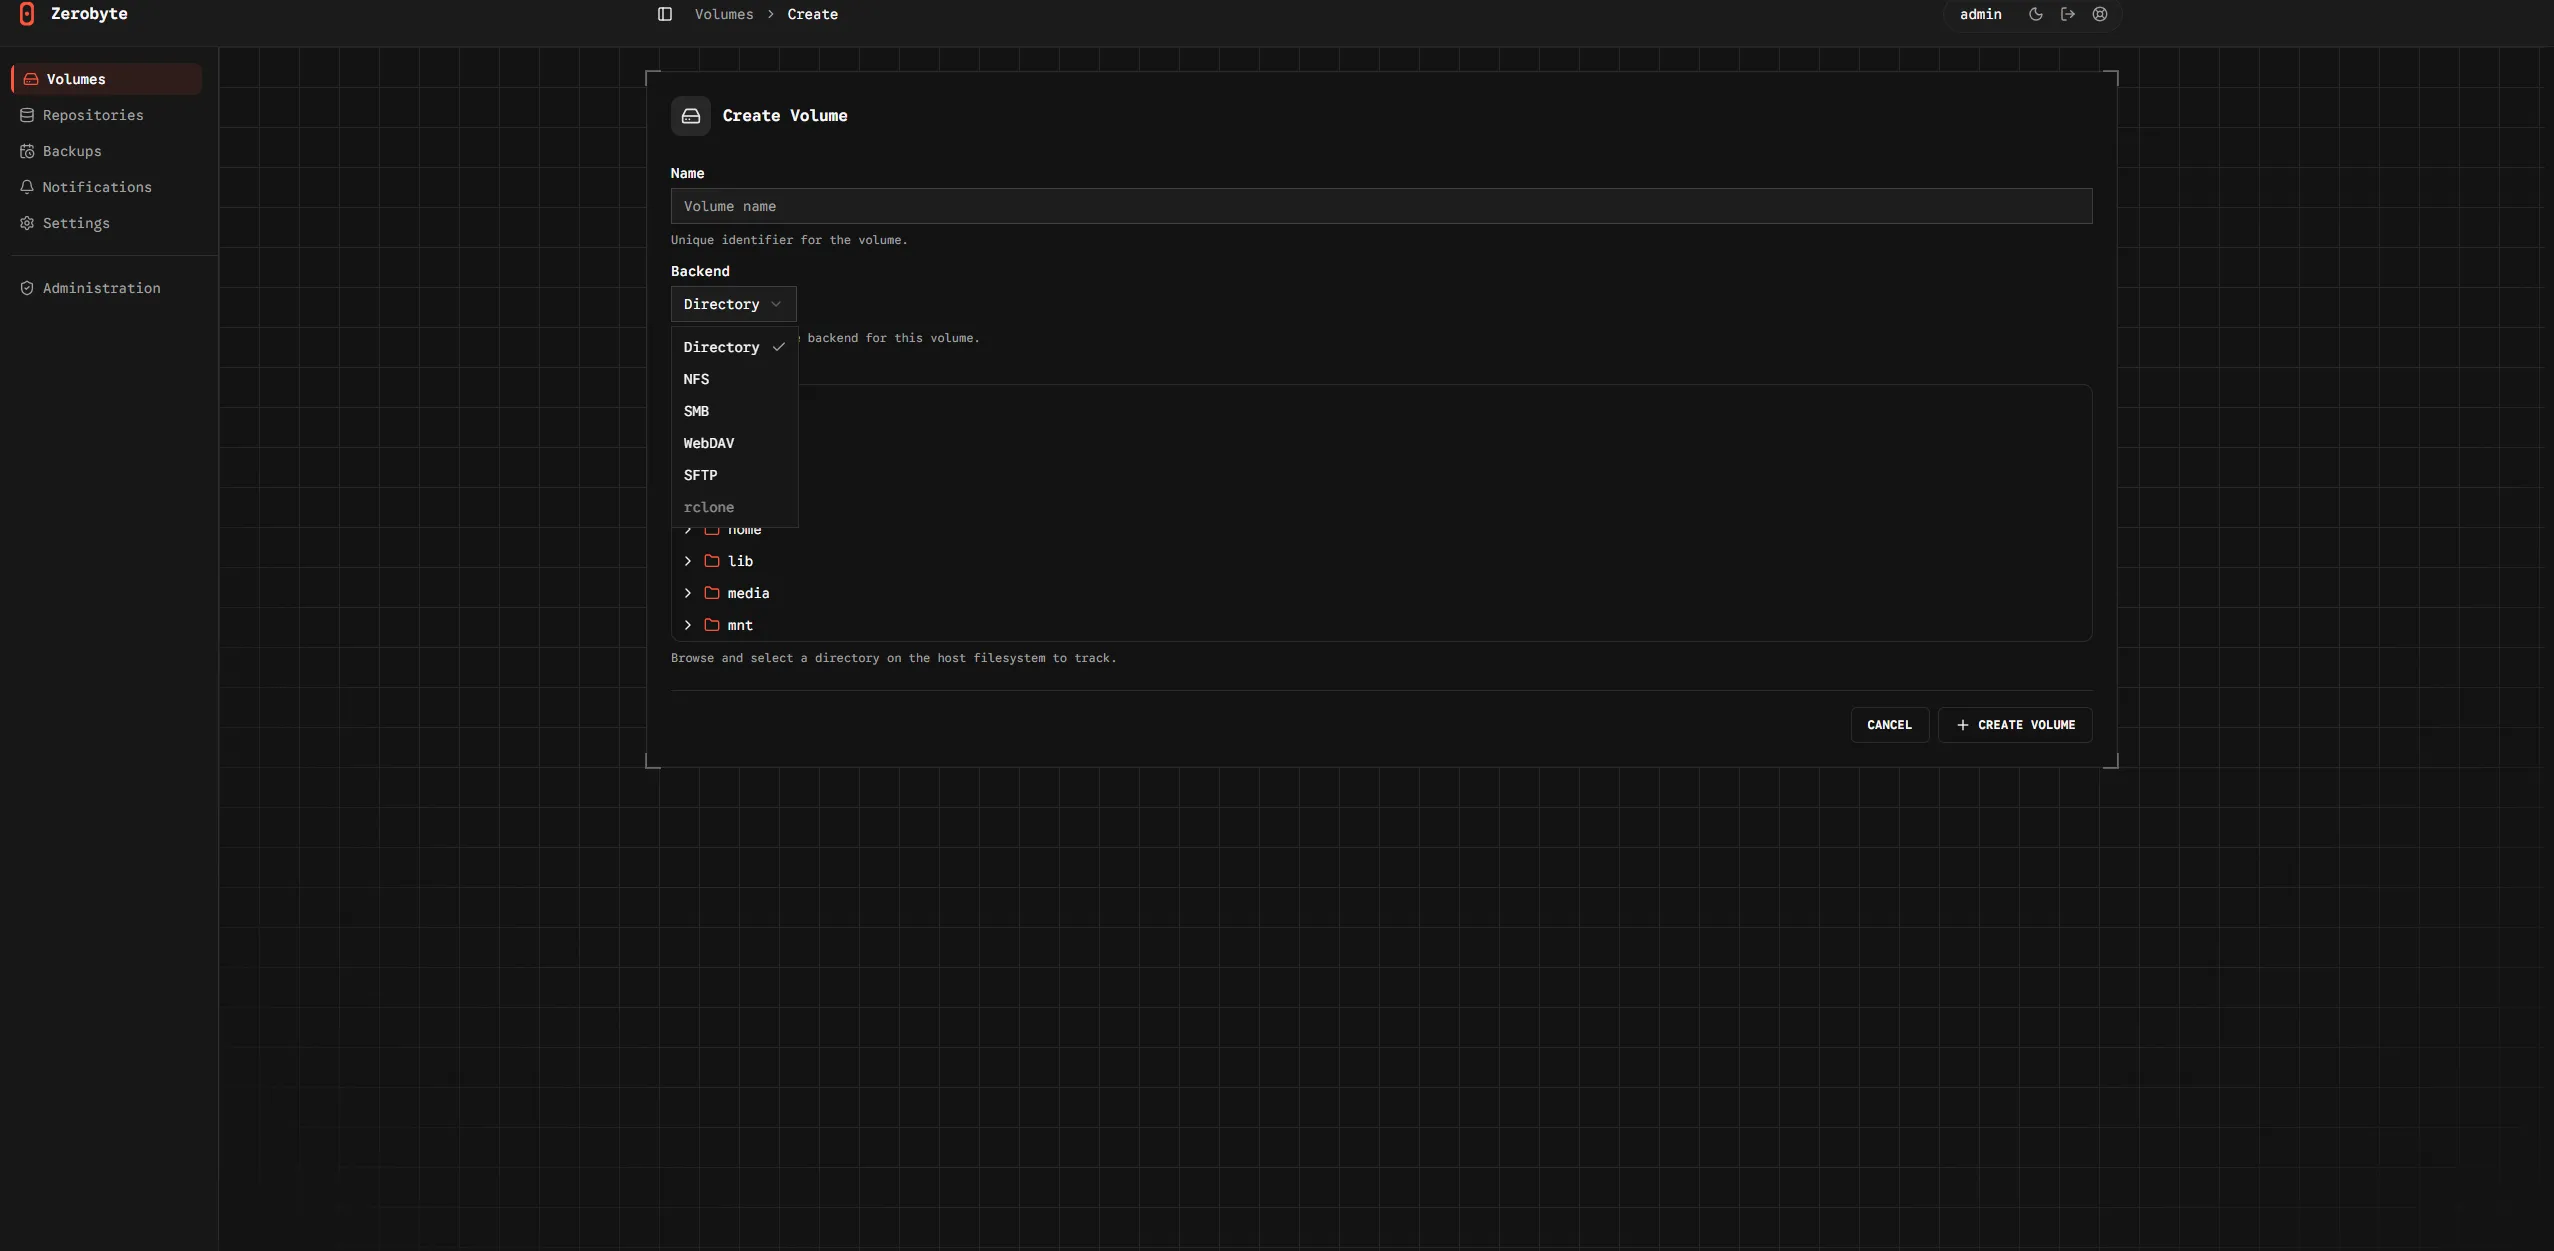 Zerobyte
Volumes > Create
admin
Volumes
Repositories
Backups
Notifications
Settings
Administration
Create Volume
Name
Volume name
Unique identifier for the volume.
Backend
Directory
backend for this volume.
Directory
NFS
SMB
WebDAV
SFTP
rclone
home
lib
media
mnt
Browse and select a directory on the host filesystem to track.
CANCEL
+ CREATE VOLUME